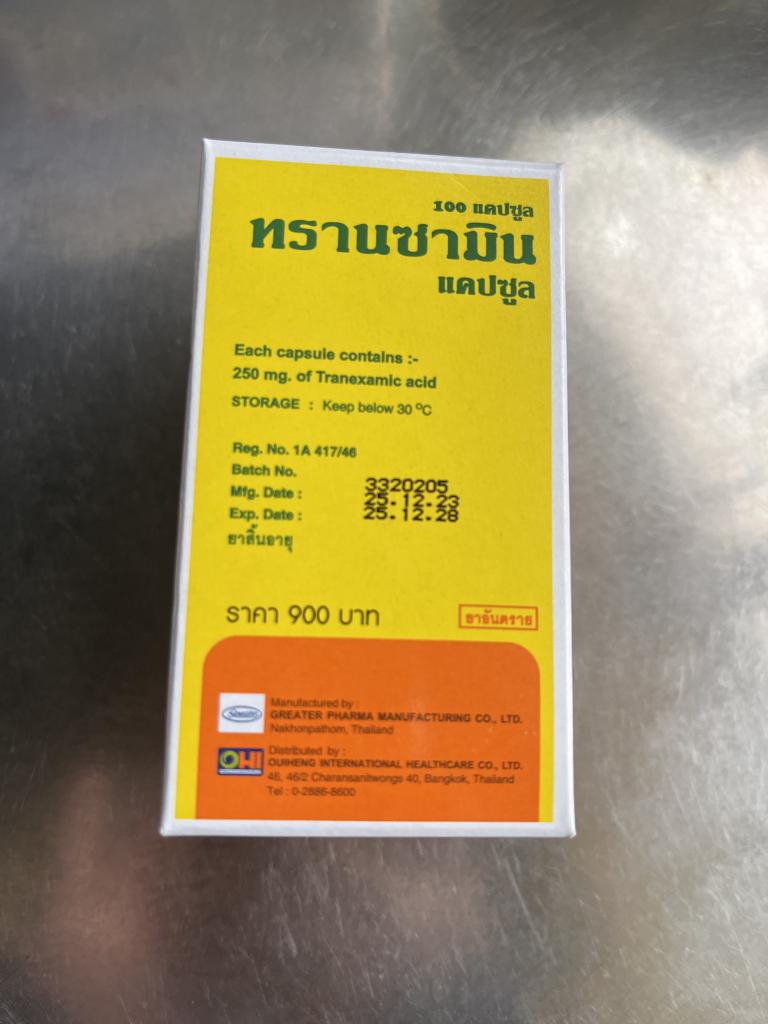 100 แคปซูล
ทรานซามิน
แคปซูล
Each capsule contains :-
250 mg. of Tranexamic acid
STORAGE : Keep below 30 °C
Reg. No. 1A 417/46
Batch No. 3320205
Mfg. Date : 25.12.23
Exp. Date : 25.12.28
ยาสิ้นอายุ
ราคา 900 บาท
ยาอันตราย
Manufactured by :
GREATER PHARMA MANUFACTURING CO., LTD.
Nakhonpathom, Thailand
OHI
Distributed by :
OUIHENG INTERNATIONAL HEALTHCARE CO., LTD.
46, 46/2 Charansanitwongs 40, Bangkok, Thailand
Tel : 0-2886-8600